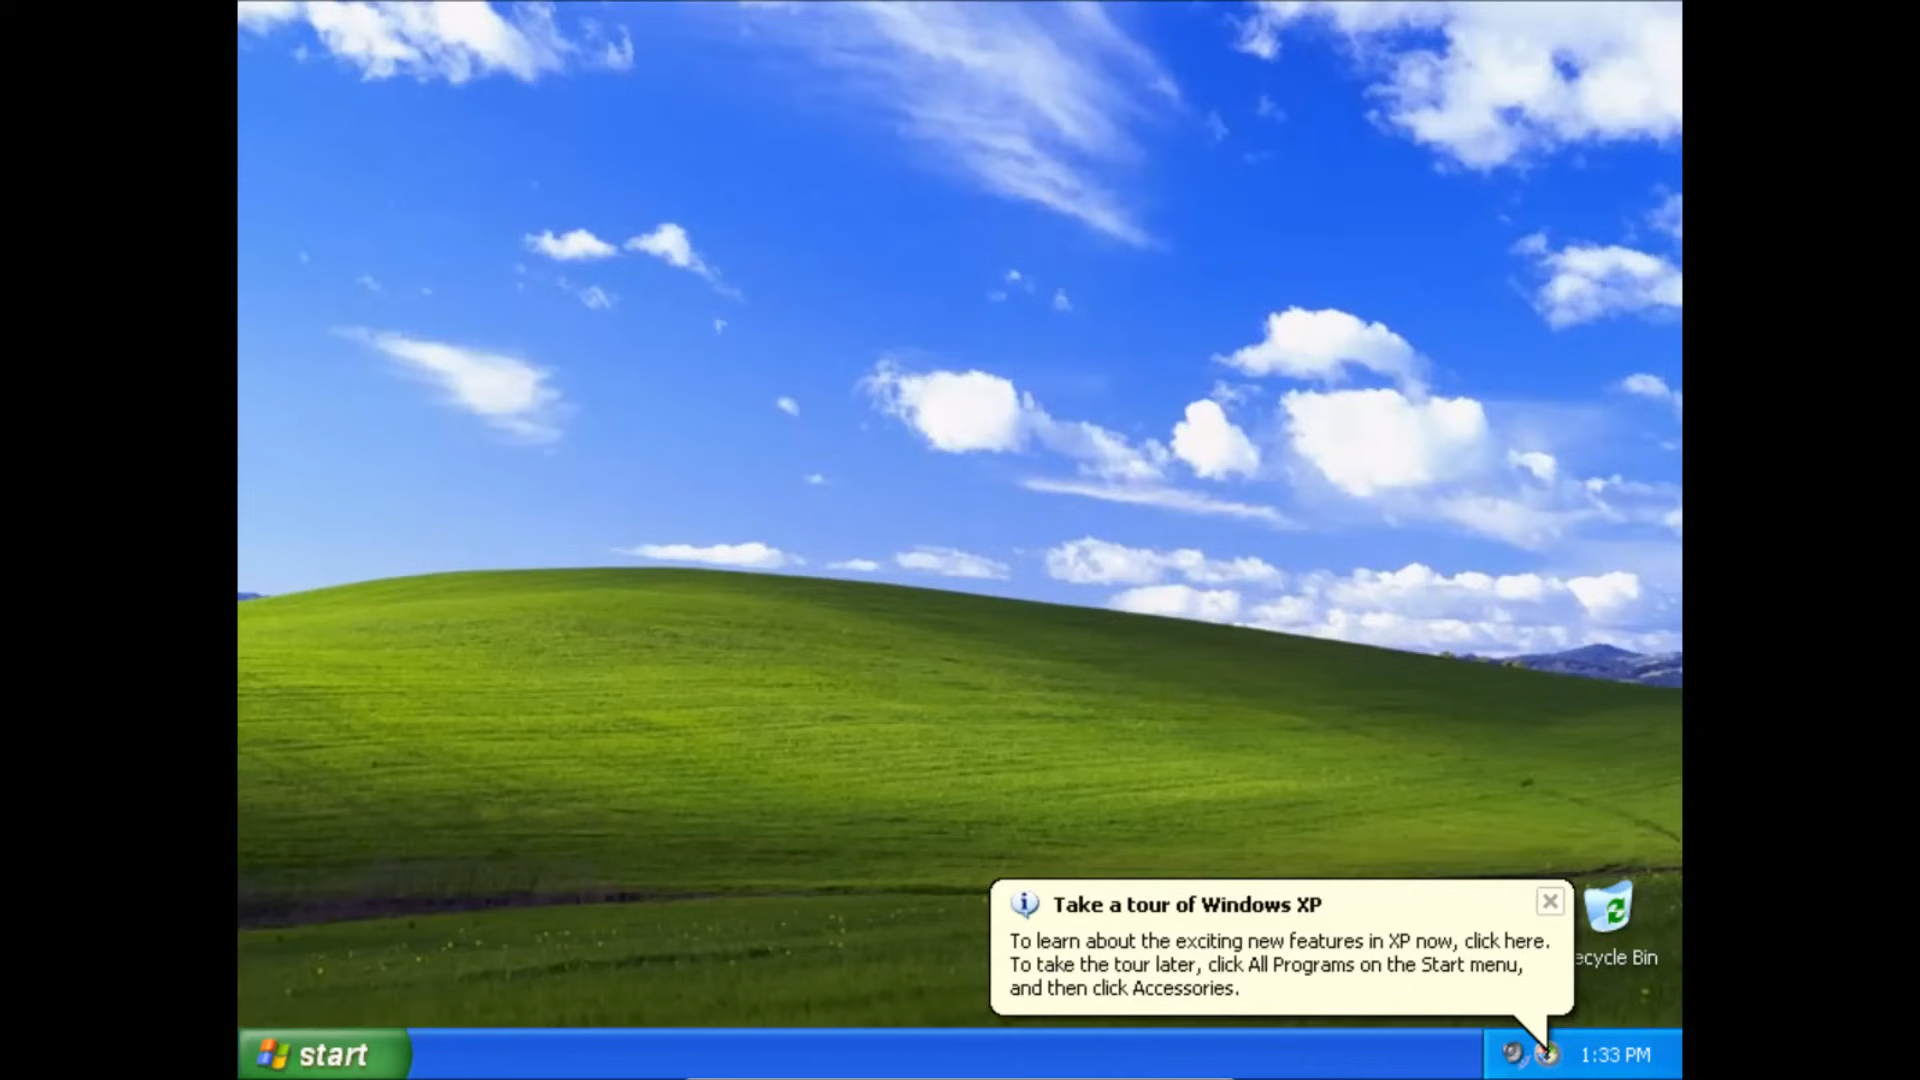 Take a tour of Windows XP
To learn about the exciting new features in XP now, click here.
To take the tour later, click All Programs on the Start menu,
and then click Accessories.
ecycle Bin
start
1:33 PM